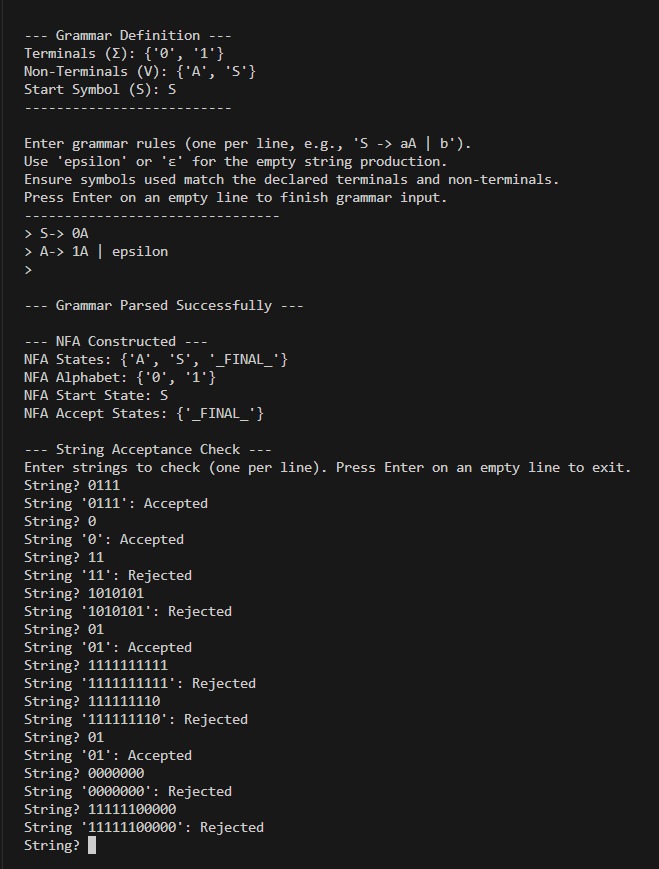 --- Grammar Definition ---
Terminals (Σ): {'0', '1'}
Non-Terminals (V): {'A', 'S'}
Start Symbol (S): S
--------------------------
Enter grammar rules (one per line, e.g., 'S -> aA | b').
Use 'epsilon' or 'ε' for the empty string production.
Ensure symbols used match the declared terminals and non-terminals.
Press Enter on an empty line to finish grammar input.
--------------------------------
> S-> 0A
> A-> 1A | epsilon
>
--- Grammar Parsed Successfully ---
--- NFA Constructed ---
NFA States: {'A', 'S', '_FINAL_'}
NFA Alphabet: {'0', '1'}
NFA Start State: S
NFA Accept States: {'_FINAL_'}
--- String Acceptance Check ---
Enter strings to check (one per line). Press Enter on an empty line to exit.
String? 0111
String '0111': Accepted
String? 0
String '0': Accepted
String? 11
String '11': Rejected
String? 1010101
String '1010101': Rejected
String? 01
String '01': Accepted
String? 1111111111
String '1111111111': Rejected
String? 111111110
String '111111110': Rejected
String? 01
String '01': Accepted
String? 0000000
String '0000000': Rejected
String? 11111100000
String '11111100000': Rejected
String?